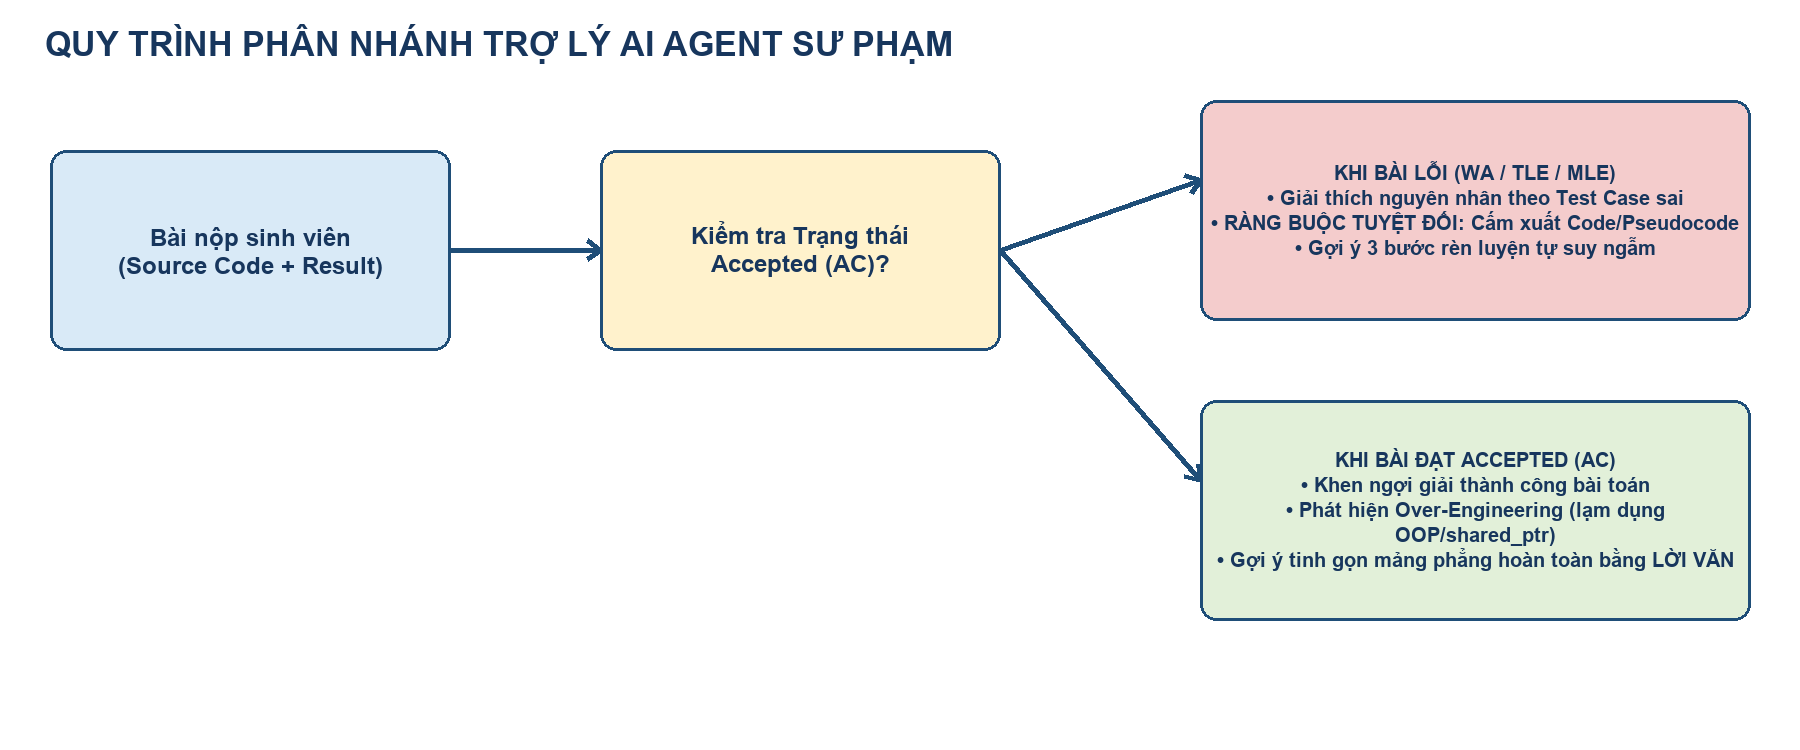 QUY TRÌNH PHÂN NHÁNH TRỢ LÝ AI AGENT SƯ PHẠM
Bài nộp sinh viên
(Source Code + Result)
Kiểm tra Trạng thái
Accepted (AC)?
KHI BÀI LỖI (WA / TLE / MLE)
• Giải thích nguyên nhân theo Test Case sai
• RÀNG BUỘC TUYỆT ĐỐI: Cấm xuất Code/Pseudocode
• Gợi ý 3 bước rèn luyện tự suy ngẫm
KHI BÀI ĐẠT ACCEPTED (AC)
• Khen ngợi giải thành công bài toán
• Phát hiện Over-Engineering (lạm dụng
OOP/shared_ptr)
• Gợi ý tinh gọn mảng phẳng hoàn toàn bằng LỜI VĂN